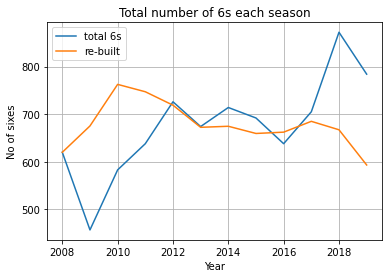 Total number of 6s each season
total 6s
re-built
No of sixes
800
700
600
500
2008
2010
2012
2014
2016
2018
Year